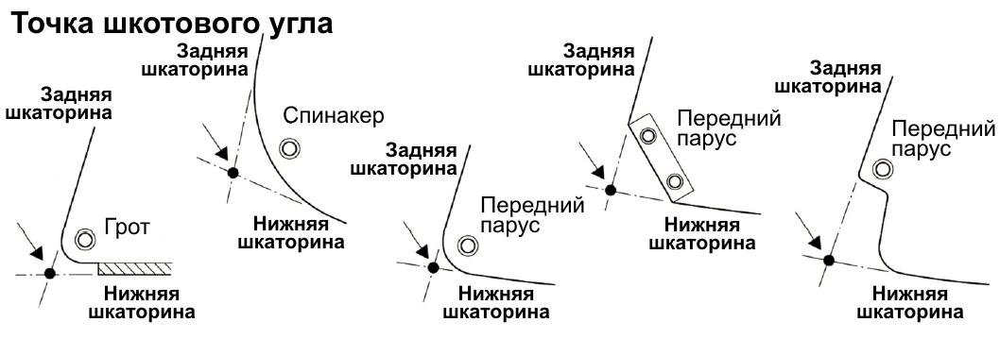 Точка шкотового угла
Задняя
шкаторина
Грот
Нижняя
шкаторина
Задняя
шкаторина
Спинакер
Нижняя
шкаторина
Задняя
шкаторина
Передний
парус
Нижняя
шкаторина
Задняя
шкаторина
Передний
парус
Нижняя
шкаторина
Задняя
шкаторина
Передний
парус
Нижняя
шкаторина